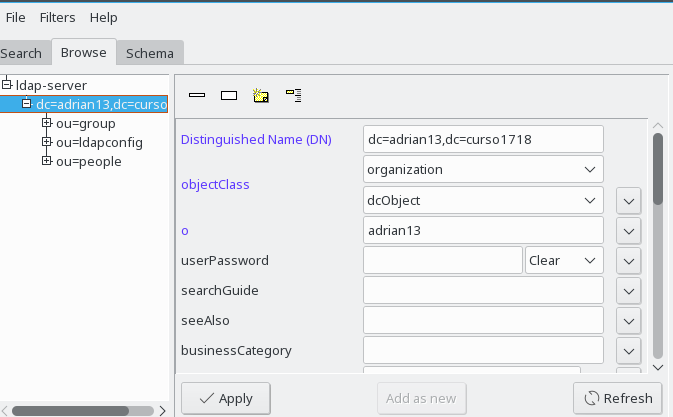 File Filters Help
Search Browse Schema
ldap-server
dc=adrian13,dc=curso
ou=group
ou=ldapconfig
ou=people
Distinguished Name (DN) dc=adrian13,dc=curso1718
objectClass organization
dcObject
o adrian13
userPassword Clear
searchGuide
seeAlso
businessCategory
Apply Add as new Refresh